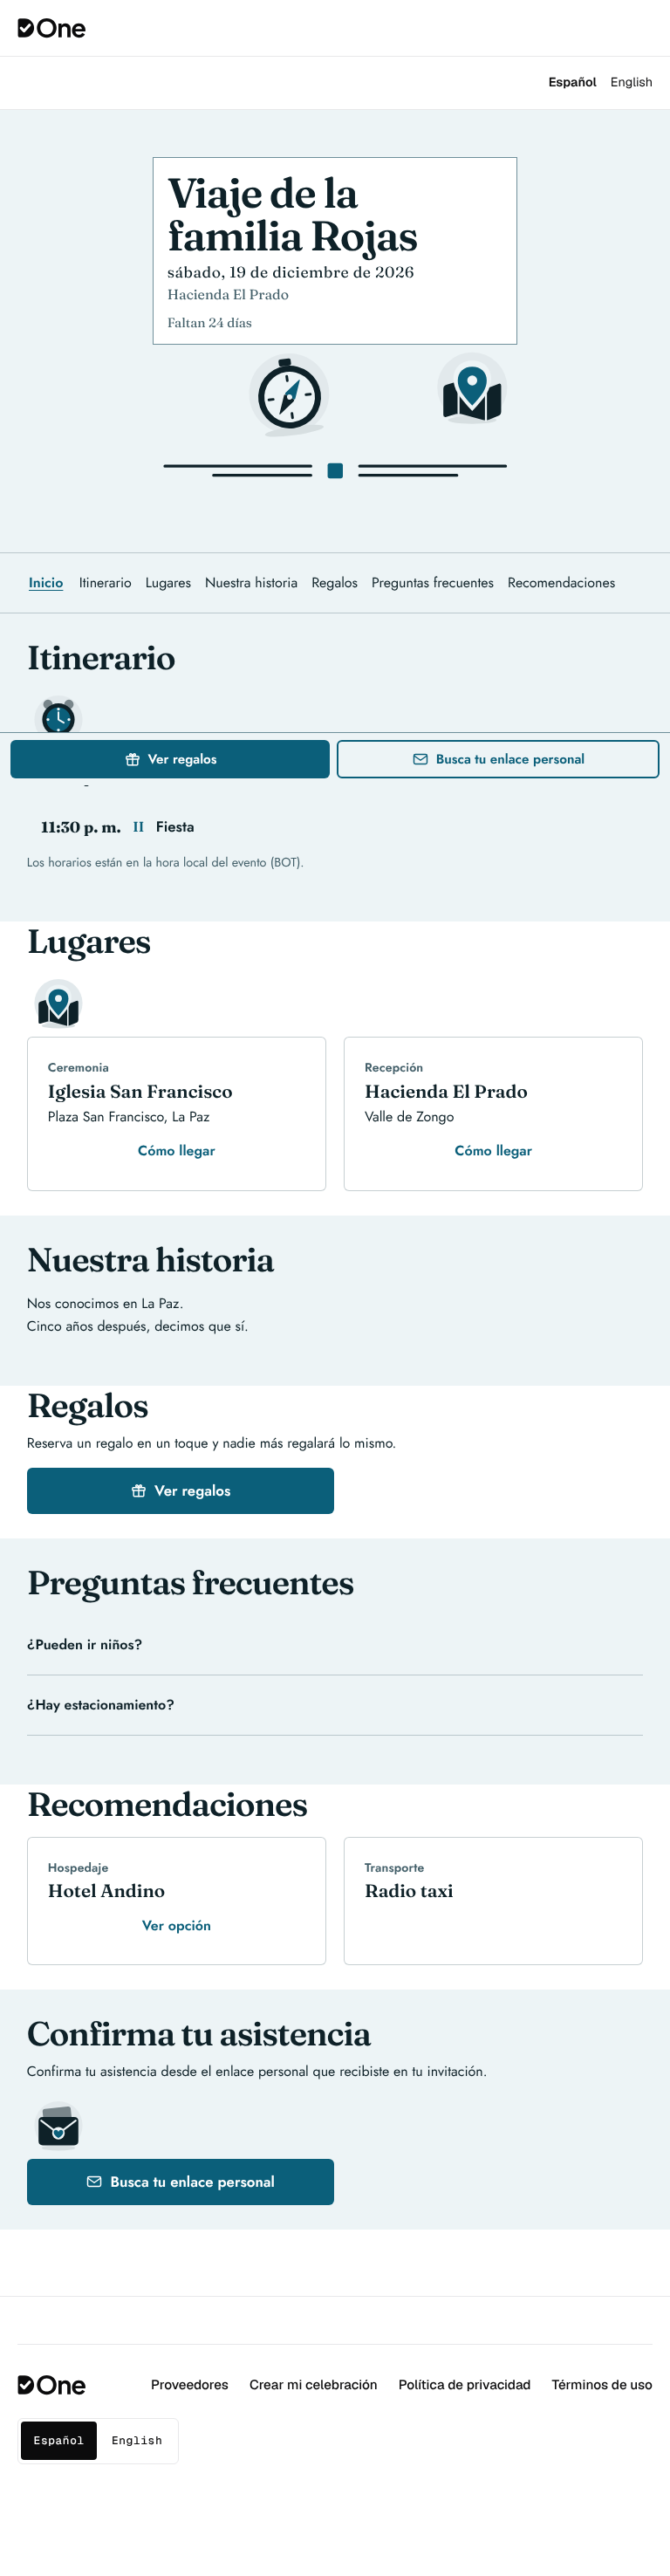 One
Español English
Viaje de la
familia Rojas
sábado, 19 de diciembre de 2026
Hacienda El Prado
Faltan 24 días
Inicio Itinerario Lugares Nuestra historia Regalos Preguntas frecuentes Recomendaciones
Itinerario
Ver regalos Busca tu enlace personal
11:30 p. m. II Fiesta
Los horarios están en la hora local del evento (BOT).
Lugares
Ceremonia
Iglesia San Francisco
Plaza San Francisco, La Paz
Cómo llegar
Recepción
Hacienda El Prado
Valle de Zongo
Cómo llegar
Nuestra historia
Nos conocimos en La Paz.
Cinco años después, decimos que sí.
Regalos
Reserva un regalo en un toque y nadie más regalará lo mismo.
Ver regalos
Preguntas frecuentes
¿Pueden ir niños?
¿Hay estacionamiento?
Recomendaciones
Hospedaje
Hotel Andino
Ver opción
Transporte
Radio taxi
Confirma tu asistencia
Confirma tu asistencia desde el enlace personal que recibiste en tu invitación.
Busca tu enlace personal
One
Proveedores Crear mi celebración Política de privacidad Términos de uso
Español English